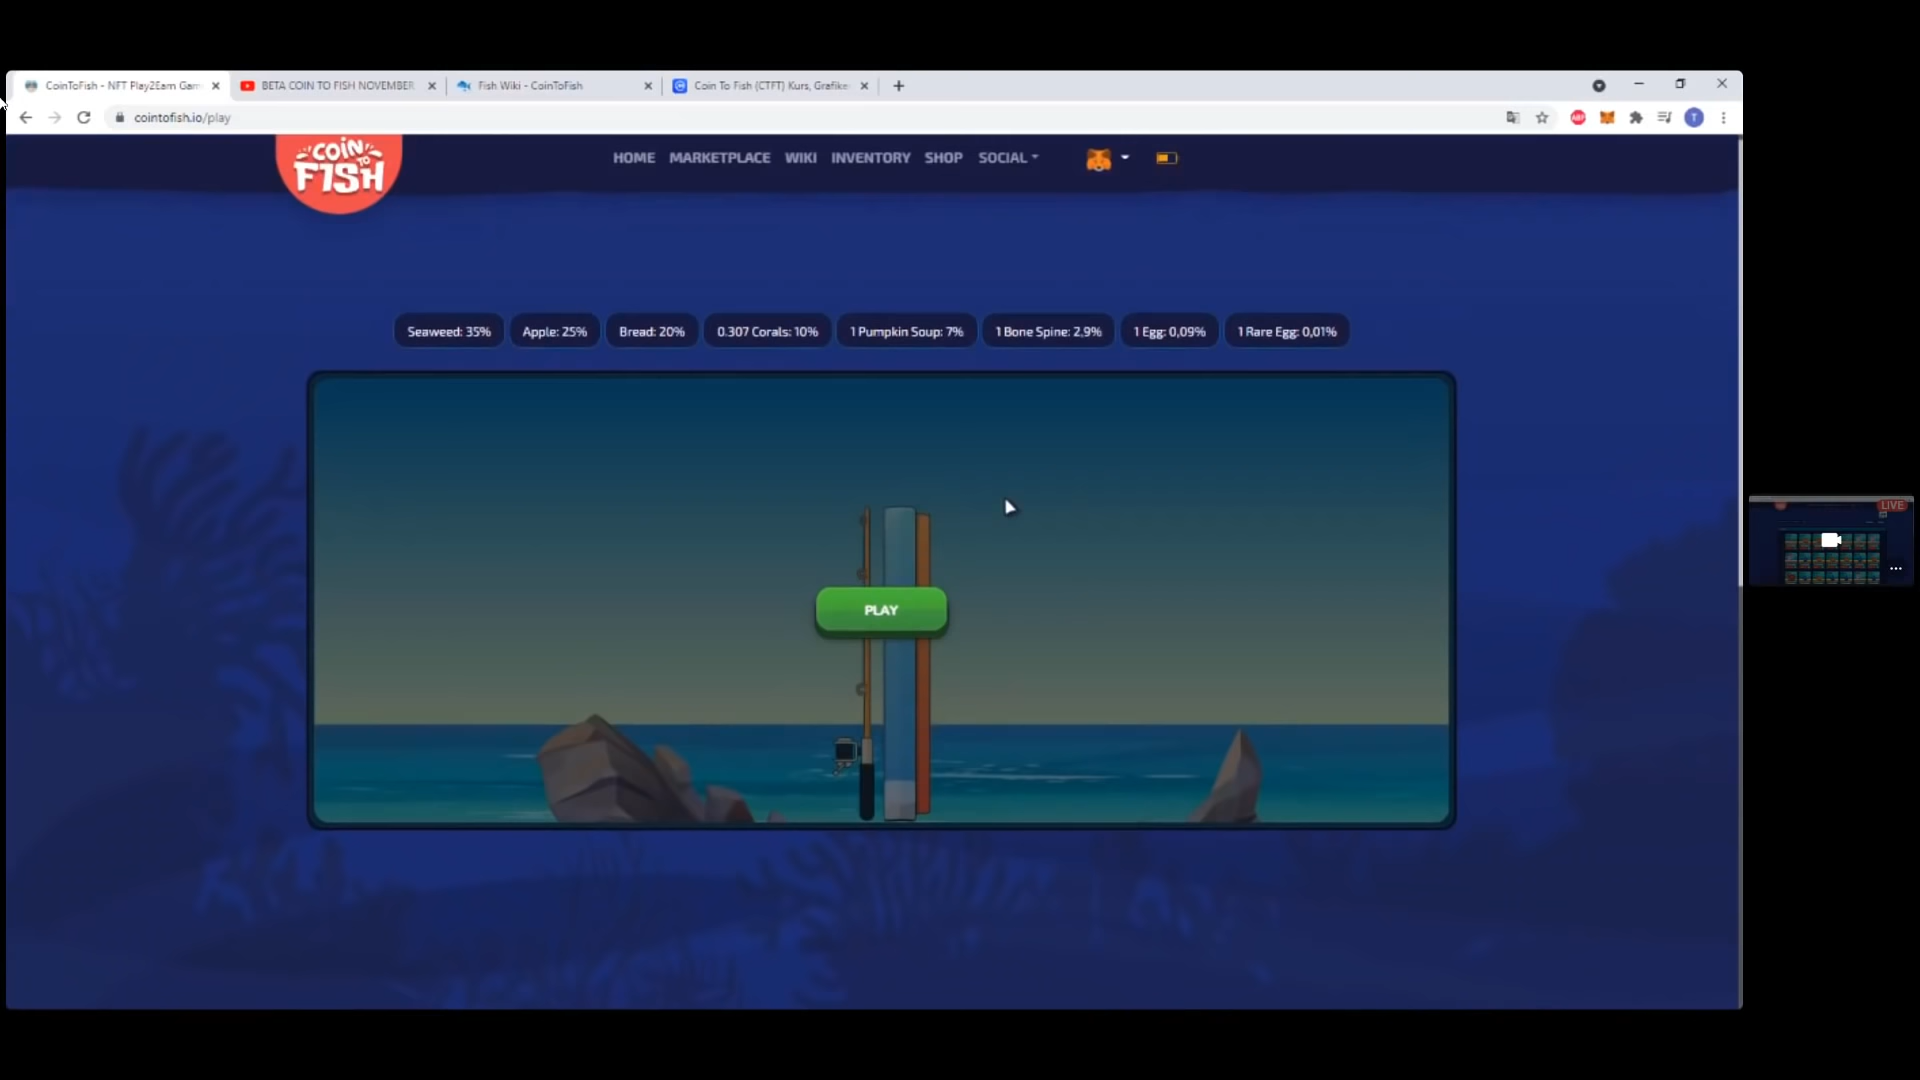 CoinToFish - NFT Play2Earn Gam
BETA COIN TO FISH NOVEMBER
Fish Wiki - CoinToFish
Coin To Fish (CTFT) Kurs, Grafike
cointofish.io/play
ABP
T
COIN TO FISH
HOME
MARKETPLACE
WIKI
INVENTORY
SHOP
SOCIAL
Seaweed: 35%
Apple: 25%
Bread: 20%
0.307 Corals: 10%
1 Pumpkin Soup: 7%
1 Bone Spine: 2,9%
1 Egg: 0,09%
1 Rare Egg: 0,01%
LIVE
PLAY